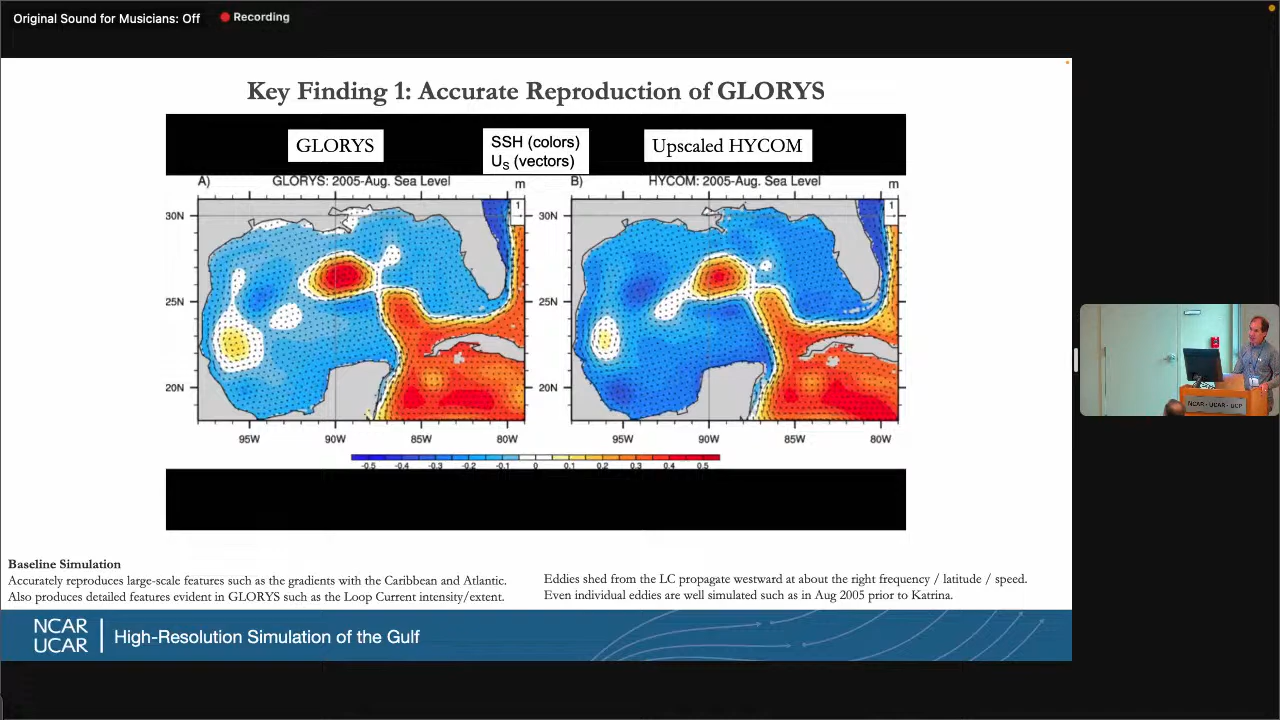 Original Sound for Musicians: Off
Recording
Key Finding 1: Accurate Reproduction of GLORYS
GLORYS
SSH (colors)
U_S (vectors)
Upscaled HYCOM
A) GLORYS: 2005-Aug. Sea Level m
B) HYCOM: 2005-Aug. Sea Level m
1
1
30N
25N
20N
30N
25N
20N
95W 90W 85W 80W
95W 90W 85W 80W
-0.5 -0.4 -0.3 -0.2 -0.1 0 0.1 0.2 0.3 0.4 0.5
NCAR - UCAR - UCP
Baseline Simulation
Accurately reproduces large-scale features such as the gradients with the Caribbean and Atlantic.
Also produces detailed features evident in GLORYS such as the Loop Current intensity/extent.
Eddies shed from the LC propagate westward at about the right frequency / latitude / speed.
Even individual eddies are well simulated such as in Aug 2005 prior to Katrina.
NCAR
UCAR
High-Resolution Simulation of the Gulf